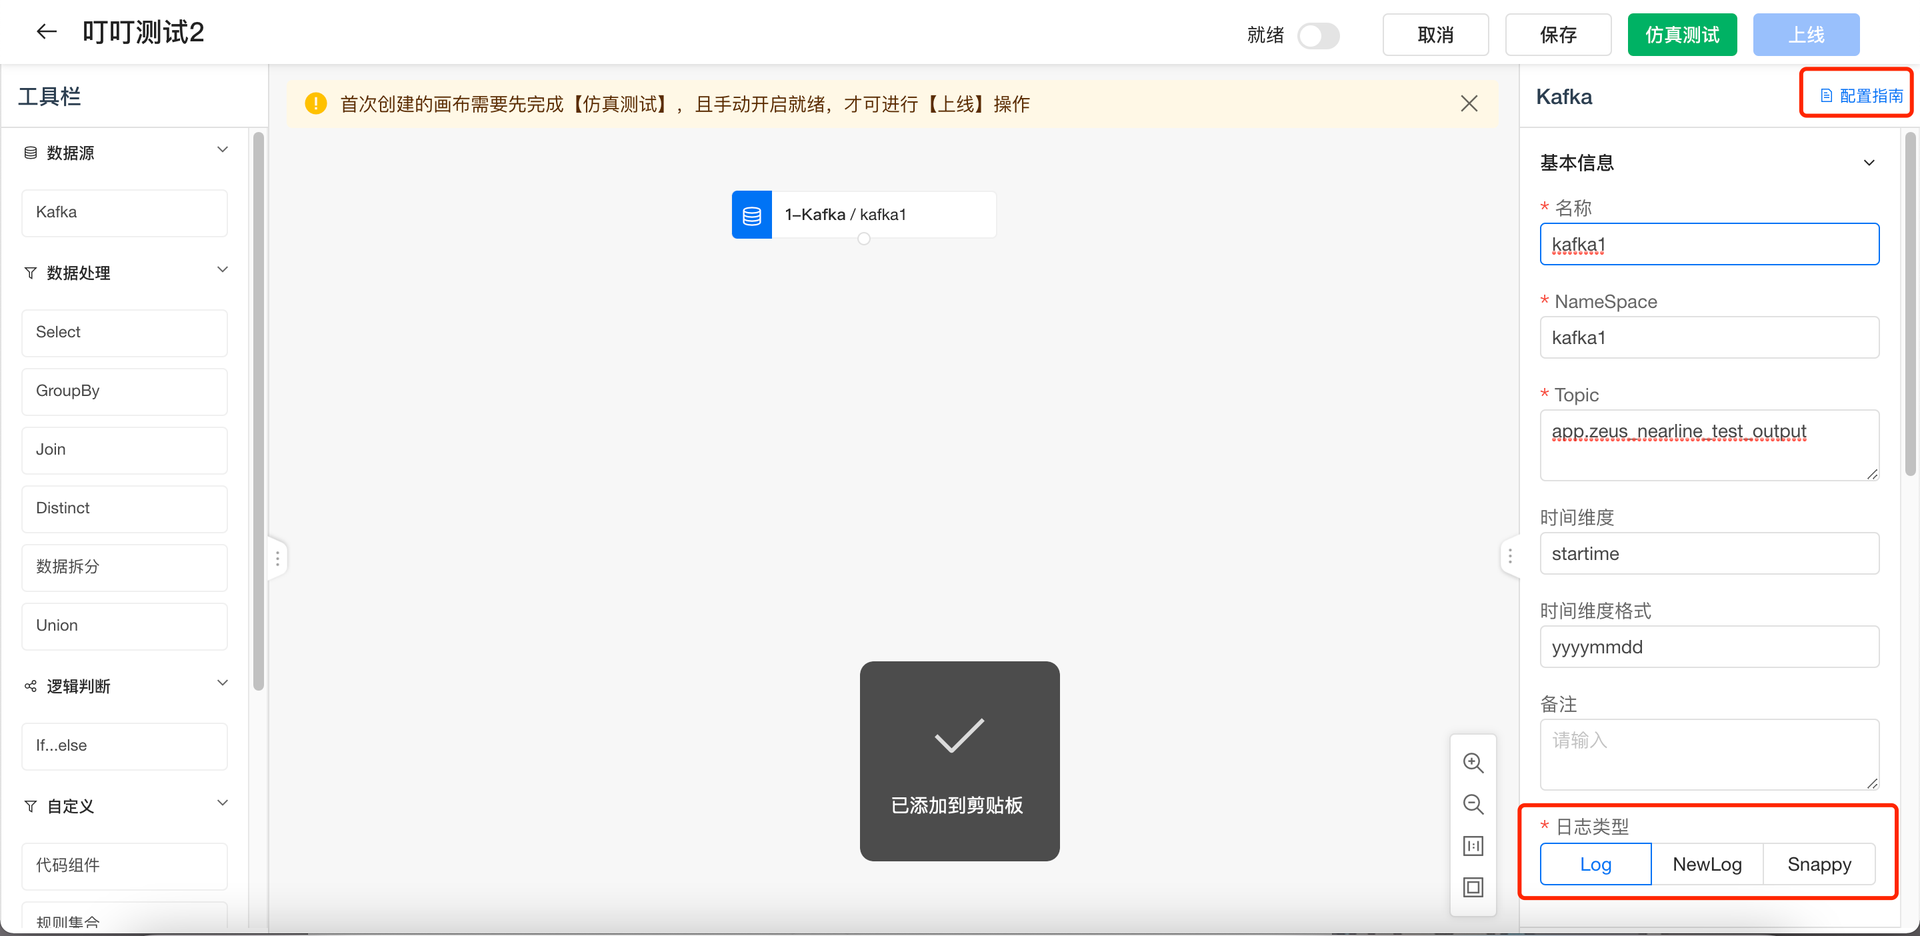 叮叮测试2
就绪
取消
保存
仿真测试
上线
工具栏
数据源
Kafka
数据处理
Select
GroupBy
Join
Distinct
数据拆分
Union
逻辑判断
If...else
自定义
代码组件
规则集合
首次创建的画布需要先完成【仿真测试】，且手动开启就绪，才可进行【上线】操作
1-Kafka / kafka1
已添加到剪贴板
Kafka
配置指南
基本信息
* 名称
kafka1
* NameSpace
kafka1
* Topic
app.zeus_nearline_test_output
时间维度
startime
时间维度格式
yyyymmdd
备注
请输入
* 日志类型
Log
NewLog
Snappy